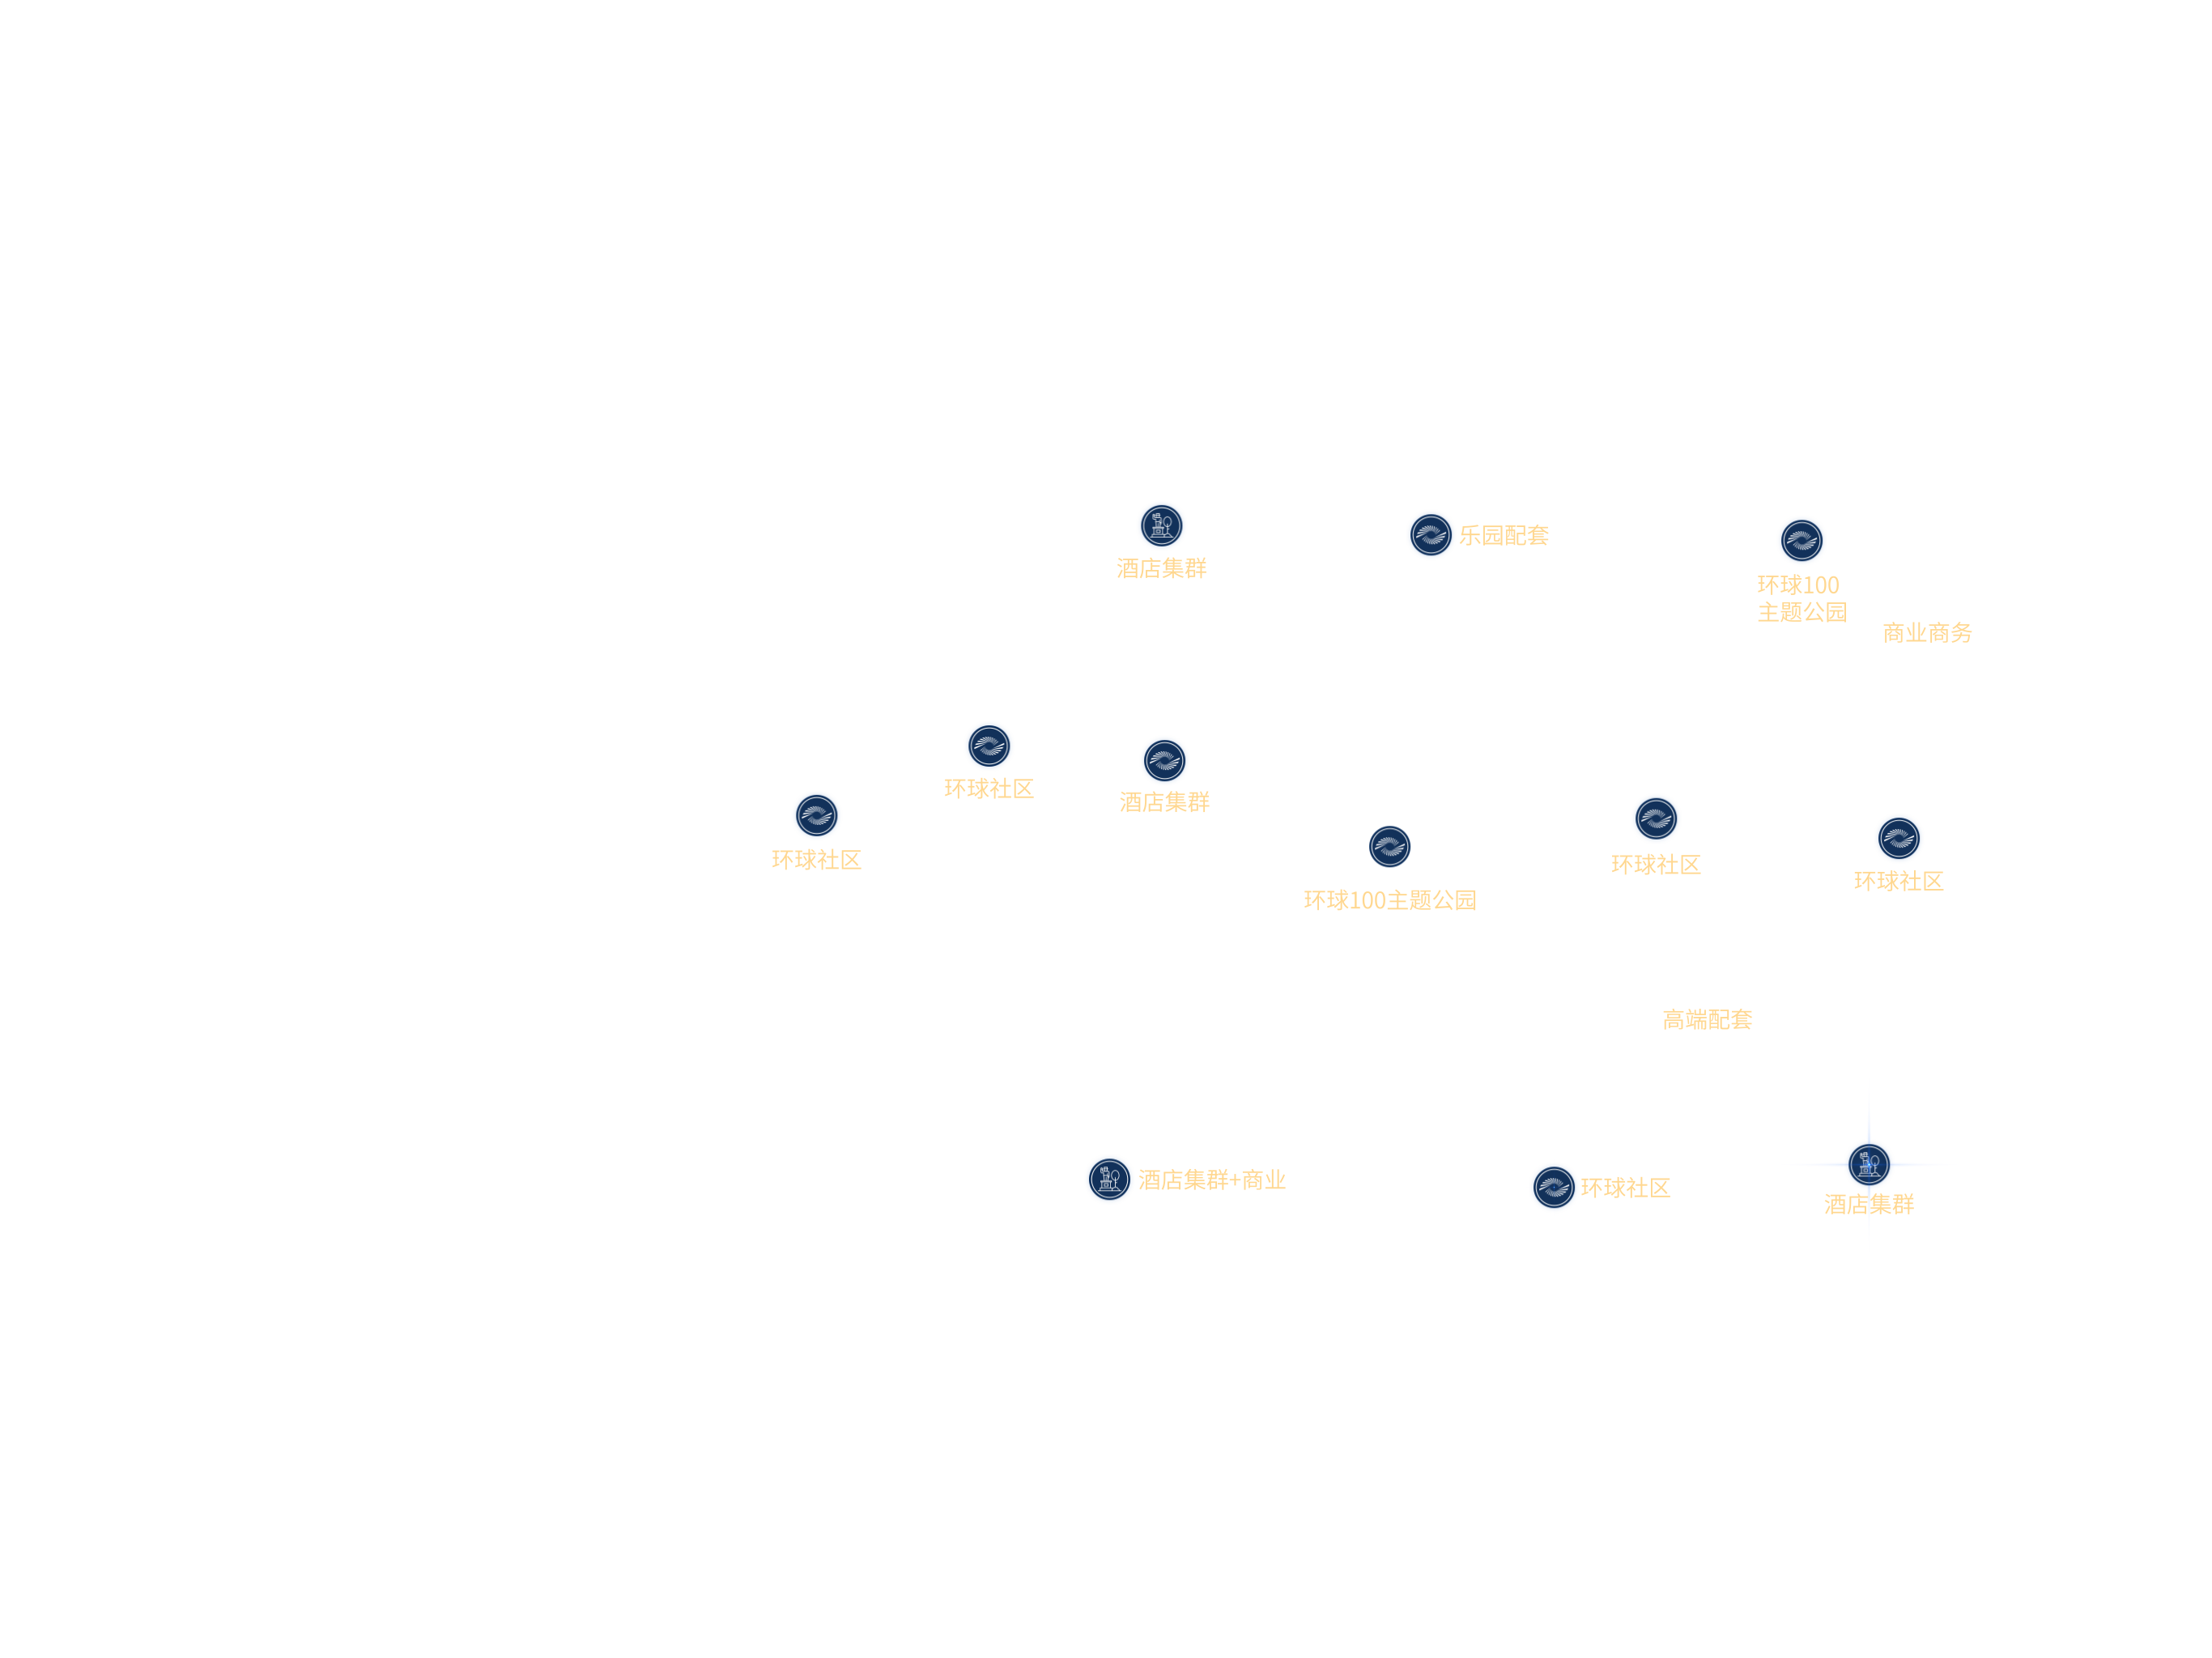 酒店集群
乐园配套
环球100
主题公园
商业商务
环球社区
酒店集群
环球社区
环球社区
环球社区
环球100主题公园
高端配套
酒店集群+商业
环球社区
酒店集群